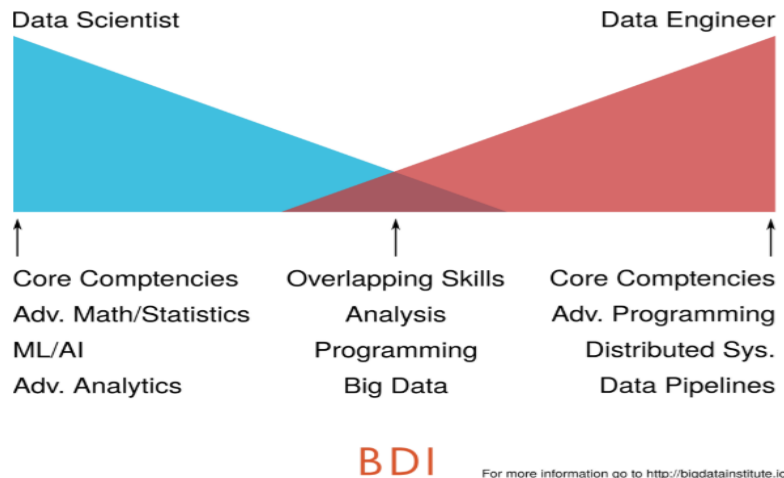 Data Scientist
Data Engineer
Core Comptencies
Adv. Math/Statistics
ML/AI
Adv. Analytics
Overlapping Skills
Analysis
Programming
Big Data
Core Comptencies
Adv. Programming
Distributed Sys.
Data Pipelines
BDI
For more information go to http://bigdatainstitute.io